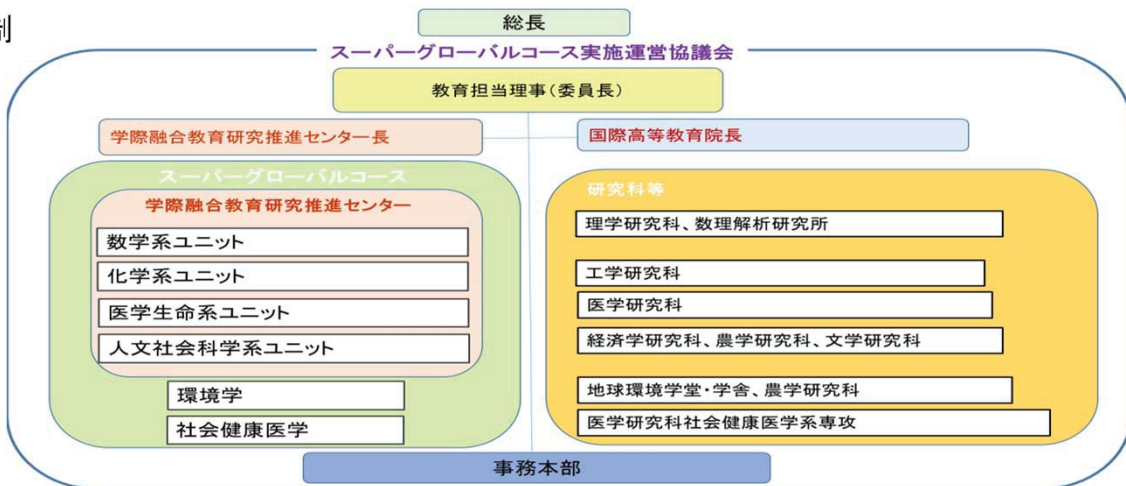 制
総長
スーパーグローバルコース実施運営協議会
教育担当理事(委員長)
学際融合教育研究推進センター長
国際高等教育院長
スーパーグローバルコース
学際融合教育研究推進センター
数学系ユニット
化学系ユニット
医学生命系ユニット
人文社会科学系ユニット
環境学
社会健康医学
研究科等
理学研究科、数理解析研究所
工学研究科
医学研究科
経済学研究科、農学研究科、文学研究科
地球環境学堂・学舎、農学研究科
医学研究科社会健康医学系専攻
事務本部